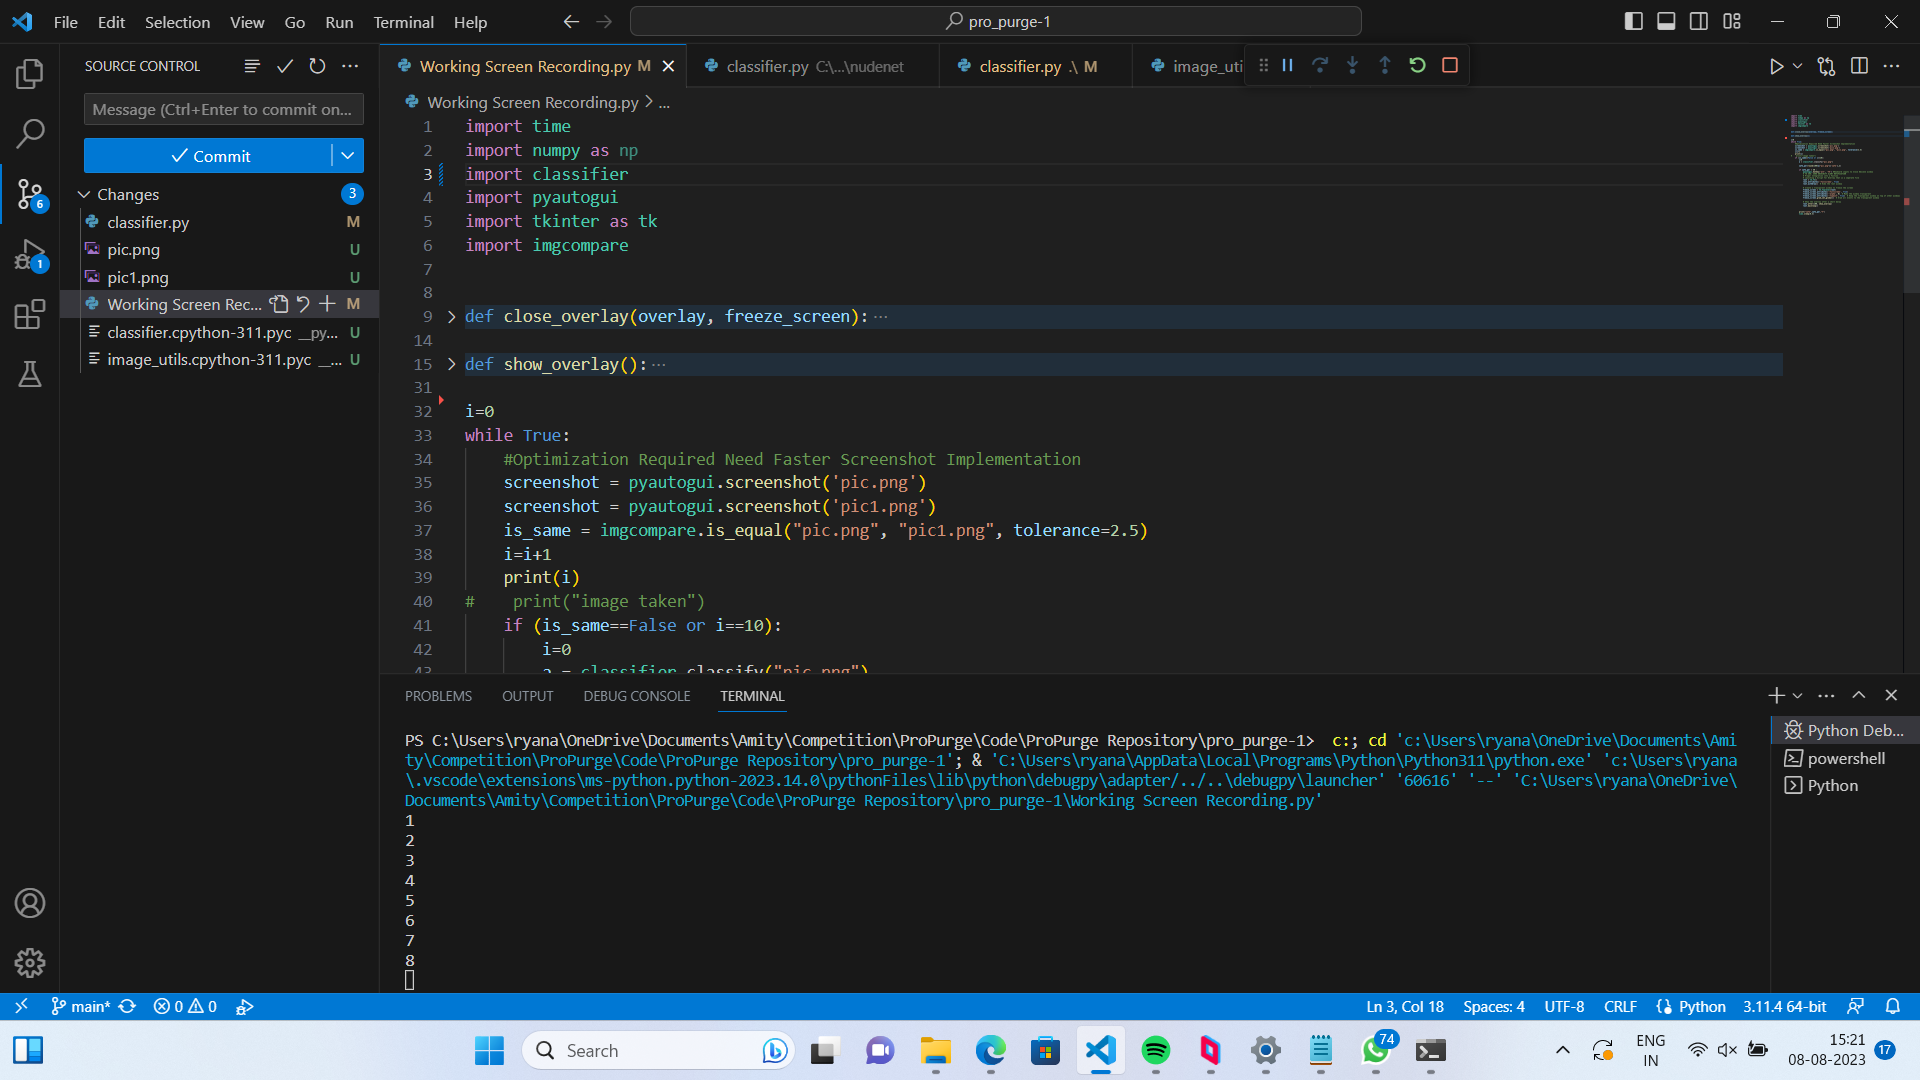 File Edit Selection View Go Run Terminal Help
pro_purge-1
SOURCE CONTROL
Message (Ctrl+Enter to commit on...
Commit
Changes
3
classifier.py M
pic.png U
pic1.png U
Working Screen Rec... M
classifier.cpython-311.pyc __py... U
image_utils.cpython-311.pyc __... U
6
1
Working Screen Recording.py M
classifier.py C:\...\nudenet
classifier.py .\ M
image_uti
Working Screen Recording.py > ...
1 import time
2 import numpy as np
3 import classifier
4 import pyautogui
5 import tkinter as tk
6 import imgcompare
7
8
9 def close_overlay(overlay, freeze_screen):···
14
15 def show_overlay():···
31
32 i=0
33 while True:
34 #Optimization Required Need Faster Screenshot Implementation
35 screenshot = pyautogui.screenshot('pic.png')
36 screenshot = pyautogui.screenshot('pic1.png')
37 is_same = imgcompare.is_equal("pic.png", "pic1.png", tolerance=2.5)
38 i=i+1
39 print(i)
40 # print("image taken")
41 if (is_same==False or i==10):
42 i=0
43 a = classifier.classify("pic.png")
PROBLEMS OUTPUT DEBUG CONSOLE TERMINAL
PS C:\Users\ryana\OneDrive\Documents\Amity\Competition\ProPurge\Code\ProPurge Repository\pro_purge-1> c:; cd 'c:\Users\ryana\OneDrive\Documents\Ami
ty\Competition\ProPurge\Code\ProPurge Repository\pro_purge-1'; & 'C:\Users\ryana\AppData\Local\Programs\Python\Python311\python.exe' 'c:\Users\ryana
\.vscode\extensions\ms-python.python-2023.14.0\pythonFiles\lib\python\debugpy\adapter/../..\debugpy\launcher' '60616' '--' 'C:\Users\ryana\OneDrive\
Documents\Amity\Competition\ProPurge\Code\ProPurge Repository\pro_purge-1\Working Screen Recording.py'
1
2
3
4
5
6
7
8
Python Deb...
powershell
Python
main* 0 0 Ln 3, Col 18 Spaces: 4 UTF-8 CRLF Python 3.11.4 64-bit
Search
74
ENG
IN
15:21
08-08-2023
17